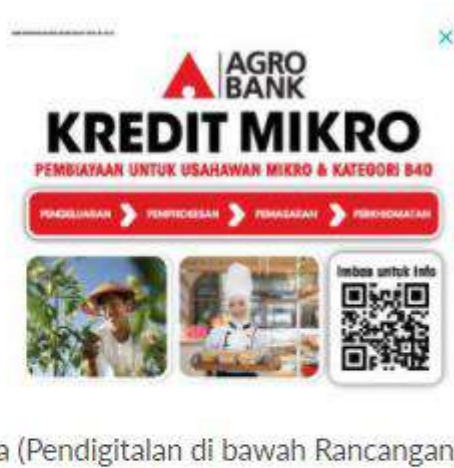 AGRO
BANK
KREDIT MIKRO
PEMBIAYAAN UNTUK USAHAWAN MIKRO & KATEGORI B40
PENGELUARAN PEMPROSESAN PEMASARAN PERKHIDMATAN
Imbas untuk Info
a (Pendigitalan di bawah Rancangan